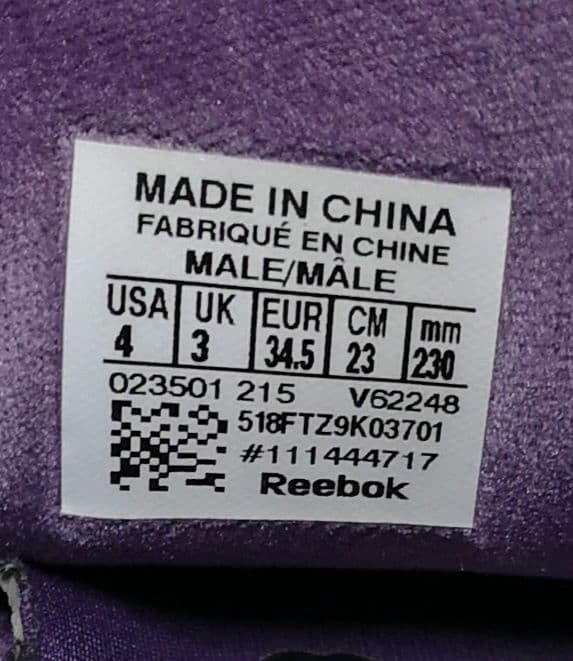 MADE IN CHINA
FABRIQUÉ EN CHINE
MALE/MÂLE
USA UK EUR CM mm
4 3 34.5 23 230
023501 215 V62248
518FTZ9K03701
#111444717
Reebok